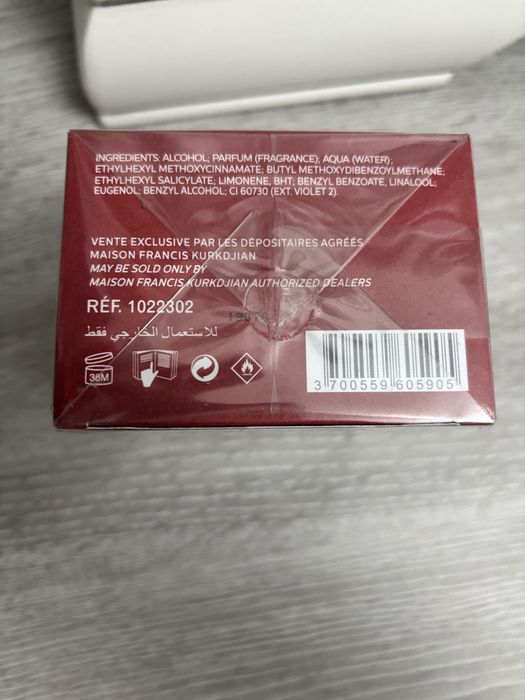 INGREDIENTS: ALCOHOL; PARFUM (FRAGRANCE); AQUA (WATER);
ETHYLHEXYL METHOXYCINNAMATE; BUTYL METHOXYDIBENZOYLMETHANE;
ETHYLHEXYL SALICYLATE; LIMONENE, BHT; BENZYL BENZOATE, LINALOOL;
EUGENOL; BENZYL ALCOHOL; CI 60730 (EXT. VIOLET 2).
VENTE EXCLUSIVE PAR LES DÉPOSITAIRES AGRÉÉS
MAISON FRANCIS KURKDJIAN
MAY BE SOLD ONLY BY
MAISON FRANCIS KURKDJIAN AUTHORIZED DEALERS
RÉF. 1022302
للاستعمال الخارجي فقط
36M
3 700559 605905